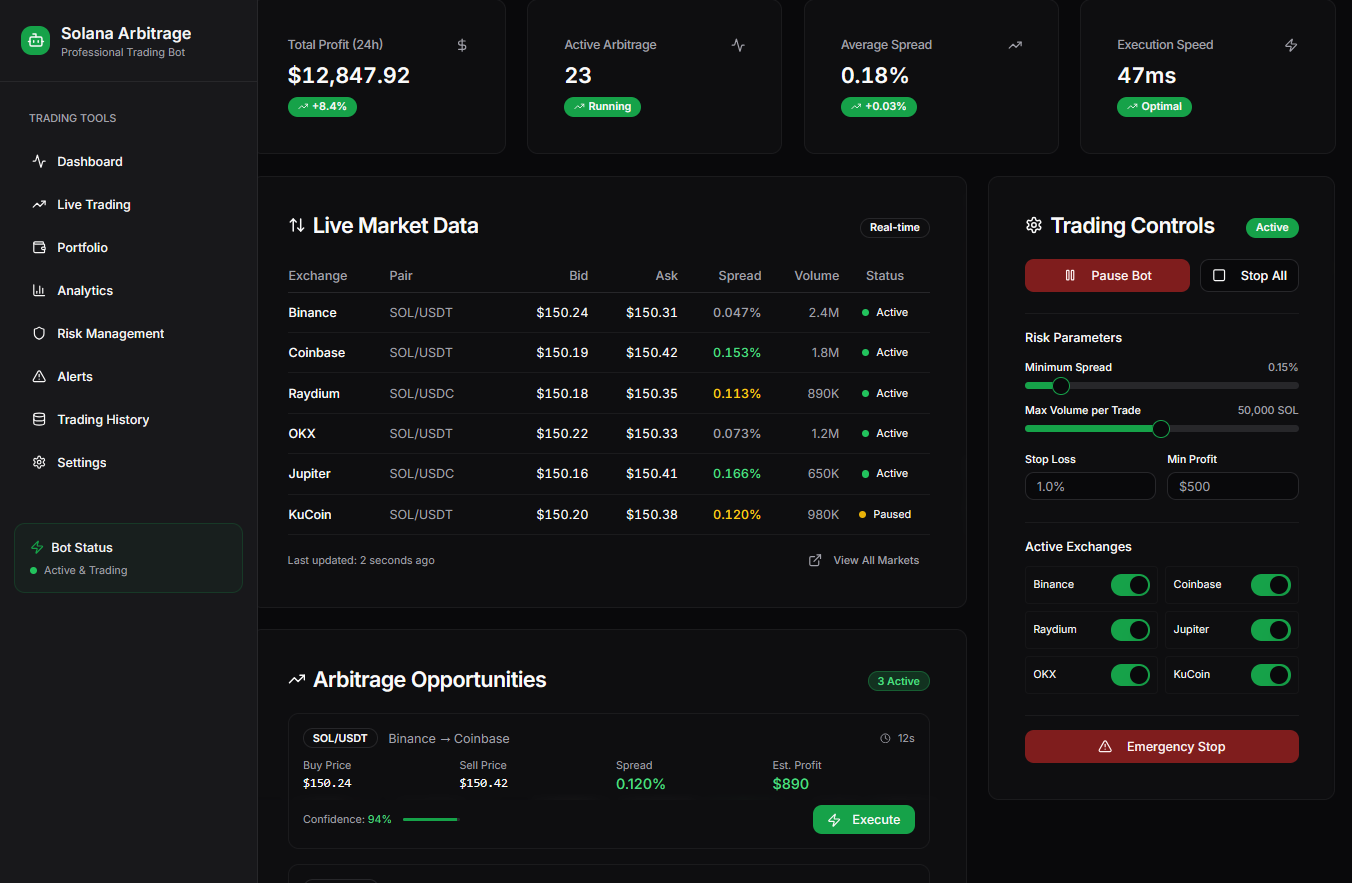 Solana Arbitrage
Professional Trading Bot
TRADING TOOLS
Dashboard
Live Trading
Portfolio
Analytics
Risk Management
Alerts
Trading History
Settings
Bot Status
Active & Trading
Total Profit (24h)
$12,847.92
+8.4%
Active Arbitrage
23
Running
Average Spread
0.18%
+0.03%
Execution Speed
47ms
Optimal
Live Market Data
Real-time
Exchange Pair Bid Ask Spread Volume Status
Binance SOL/USDT $150.24 $150.31 0.047% 2.4M Active
Coinbase SOL/USDT $150.19 $150.42 0.153% 1.8M Active
Raydium SOL/USDC $150.18 $150.35 0.113% 890K Active
OKX SOL/USDT $150.22 $150.33 0.073% 1.2M Active
Jupiter SOL/USDC $150.16 $150.41 0.166% 650K Active
KuCoin SOL/USDT $150.20 $150.38 0.120% 980K Paused
Last updated: 2 seconds ago
View All Markets
Arbitrage Opportunities
3 Active
SOL/USDT Binance → Coinbase 12s
Buy Price Sell Price Spread Est. Profit
$150.24 $150.42 0.120% $890
Confidence: 94%
Execute
Trading Controls
Active
Pause Bot
Stop All
Risk Parameters
Minimum Spread 0.15%
Max Volume per Trade 50,000 SOL
Stop Loss Min Profit
1.0% $500
Active Exchanges
Binance Coinbase
Raydium Jupiter
OKX KuCoin
Emergency Stop